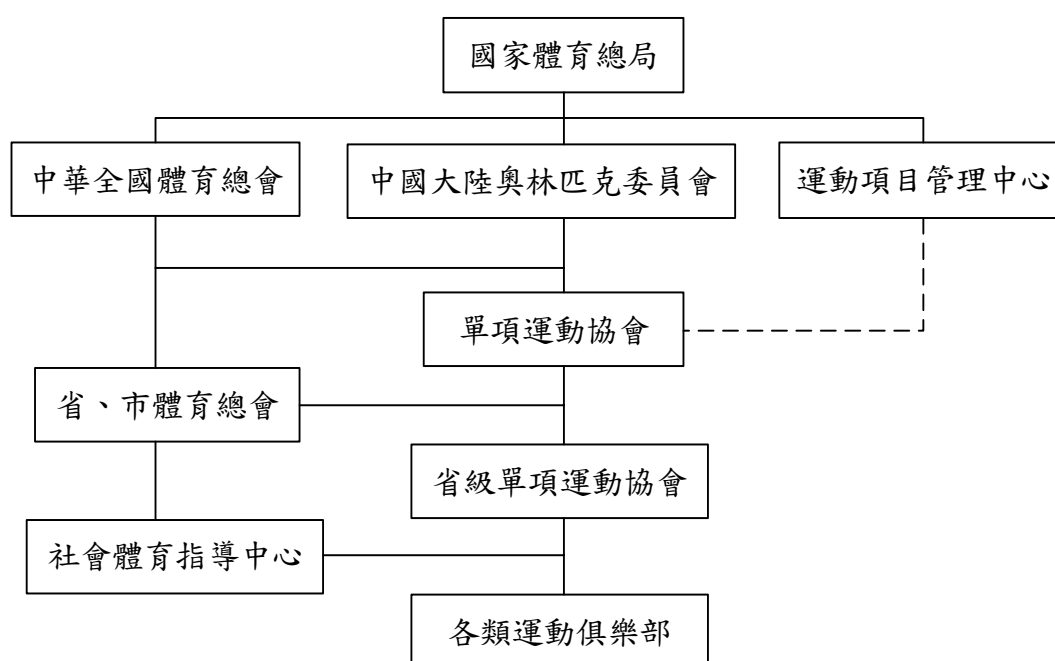 國家體育總局
中華全國體育總會
中國大陸奧林匹克委員會
運動項目管理中心
單項運動協會
省、市體育總會
省級單項運動協會
社會體育指導中心
各類運動俱樂部